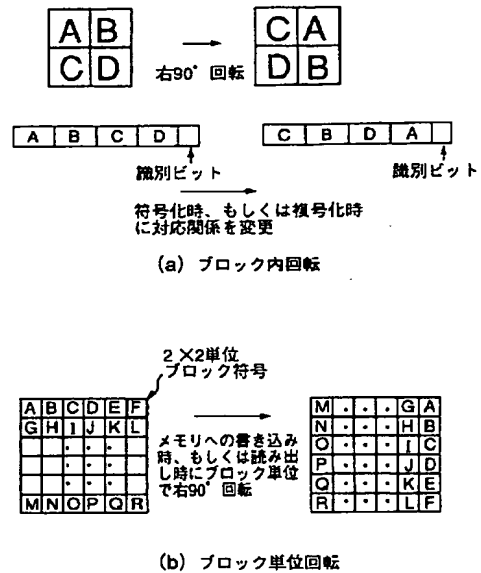 A B
C D
右90°回転
C A
D B
A B C D
識別ビット
C B D A
識別ビット
符号化時、もしくは複号化時
に対応関係を変更
(a) ブロック内回転
2×2単位
ブロック符号
A B C D E F
G H I J K L
・ ・ ・
・ ・ ・
・ ・ ・
M N O P Q R
メモリへの書き込み
時、もしくは読み出
し時にブロック単位
で右90°回転
M ・ ・ ・ G A
N ・ ・ ・ H B
O ・ ・ ・ I C
P ・ ・ ・ J D
Q ・ ・ ・ K E
R ・ ・ ・ L F
(b) ブロック単位回転